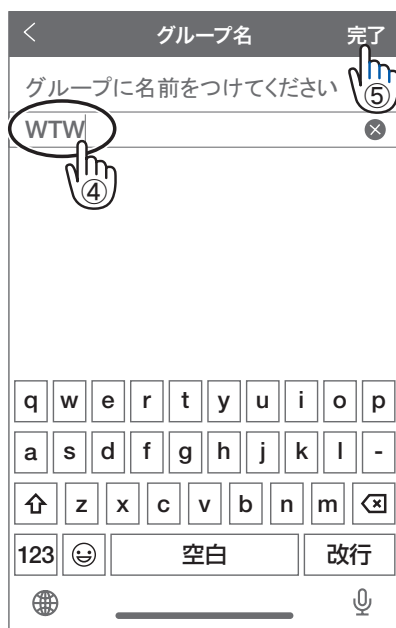 グループ名 完了
グループに名前をつけてください
⑤
WTW
④
q w e r t y u i o p
a s d f g h j k l -
z x c v b n m
123 空白 改行